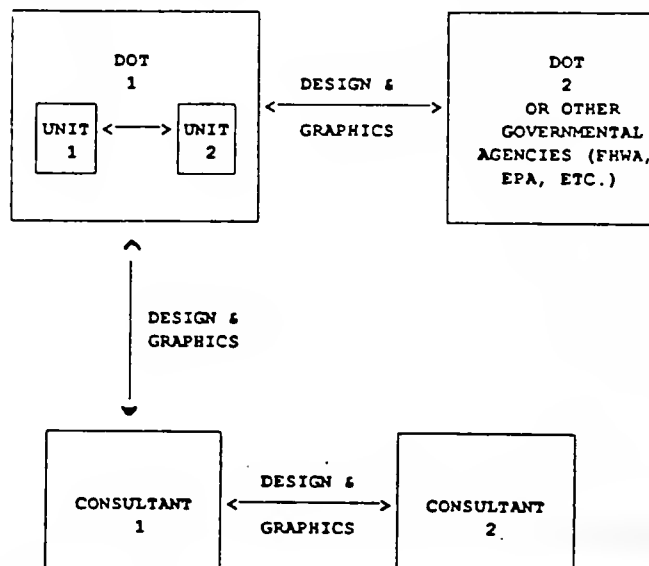 DOT
1
UNIT
1
UNIT
2
DESIGN &
GRAPHICS
DOT
2
OR OTHER
GOVERNMENTAL
AGENCIES (FHWA,
EPA, ETC.)
DESIGN &
GRAPHICS
CONSULTANT
1
DESIGN &
GRAPHICS
CONSULTANT
2